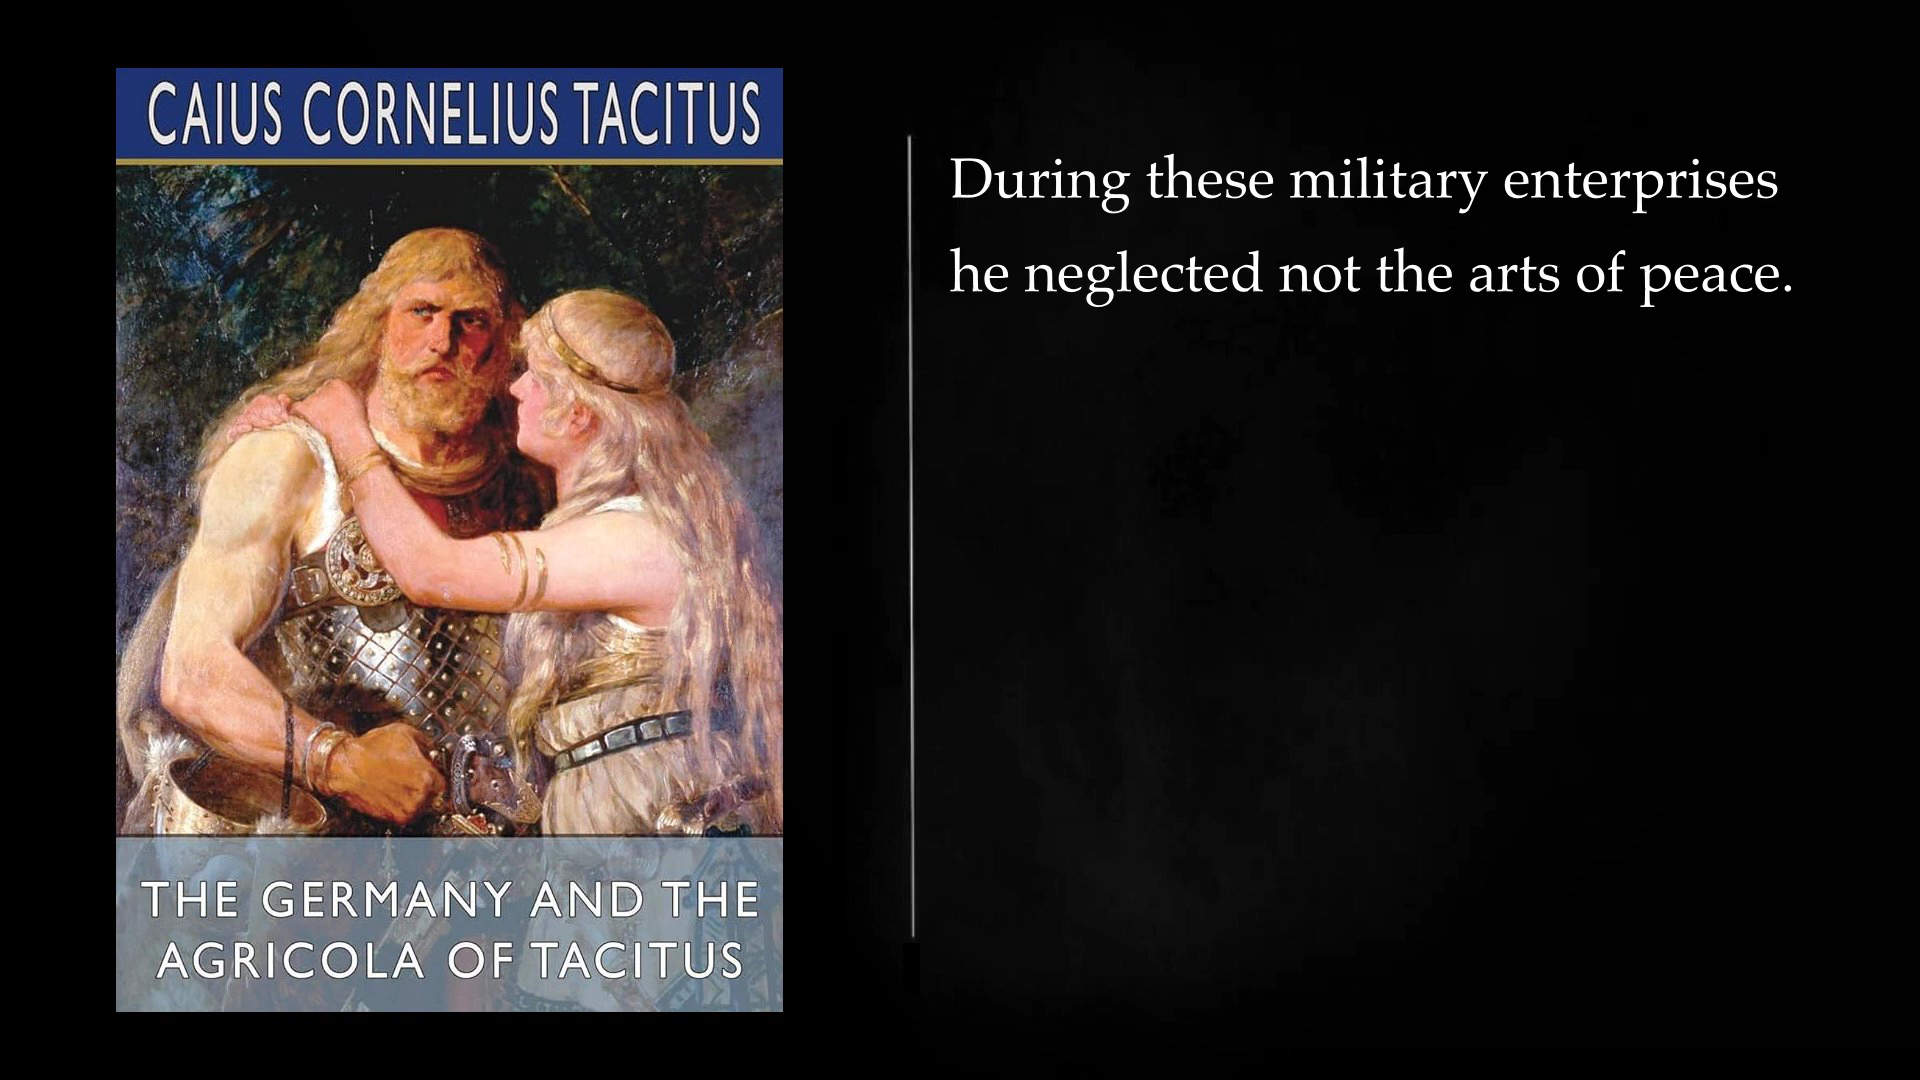 CAIUS CORNELIUS TACITUS
THE GERMANY AND THE
AGRICOLA OF TACITUS
During these military enterprises
he neglected not the arts of peace.